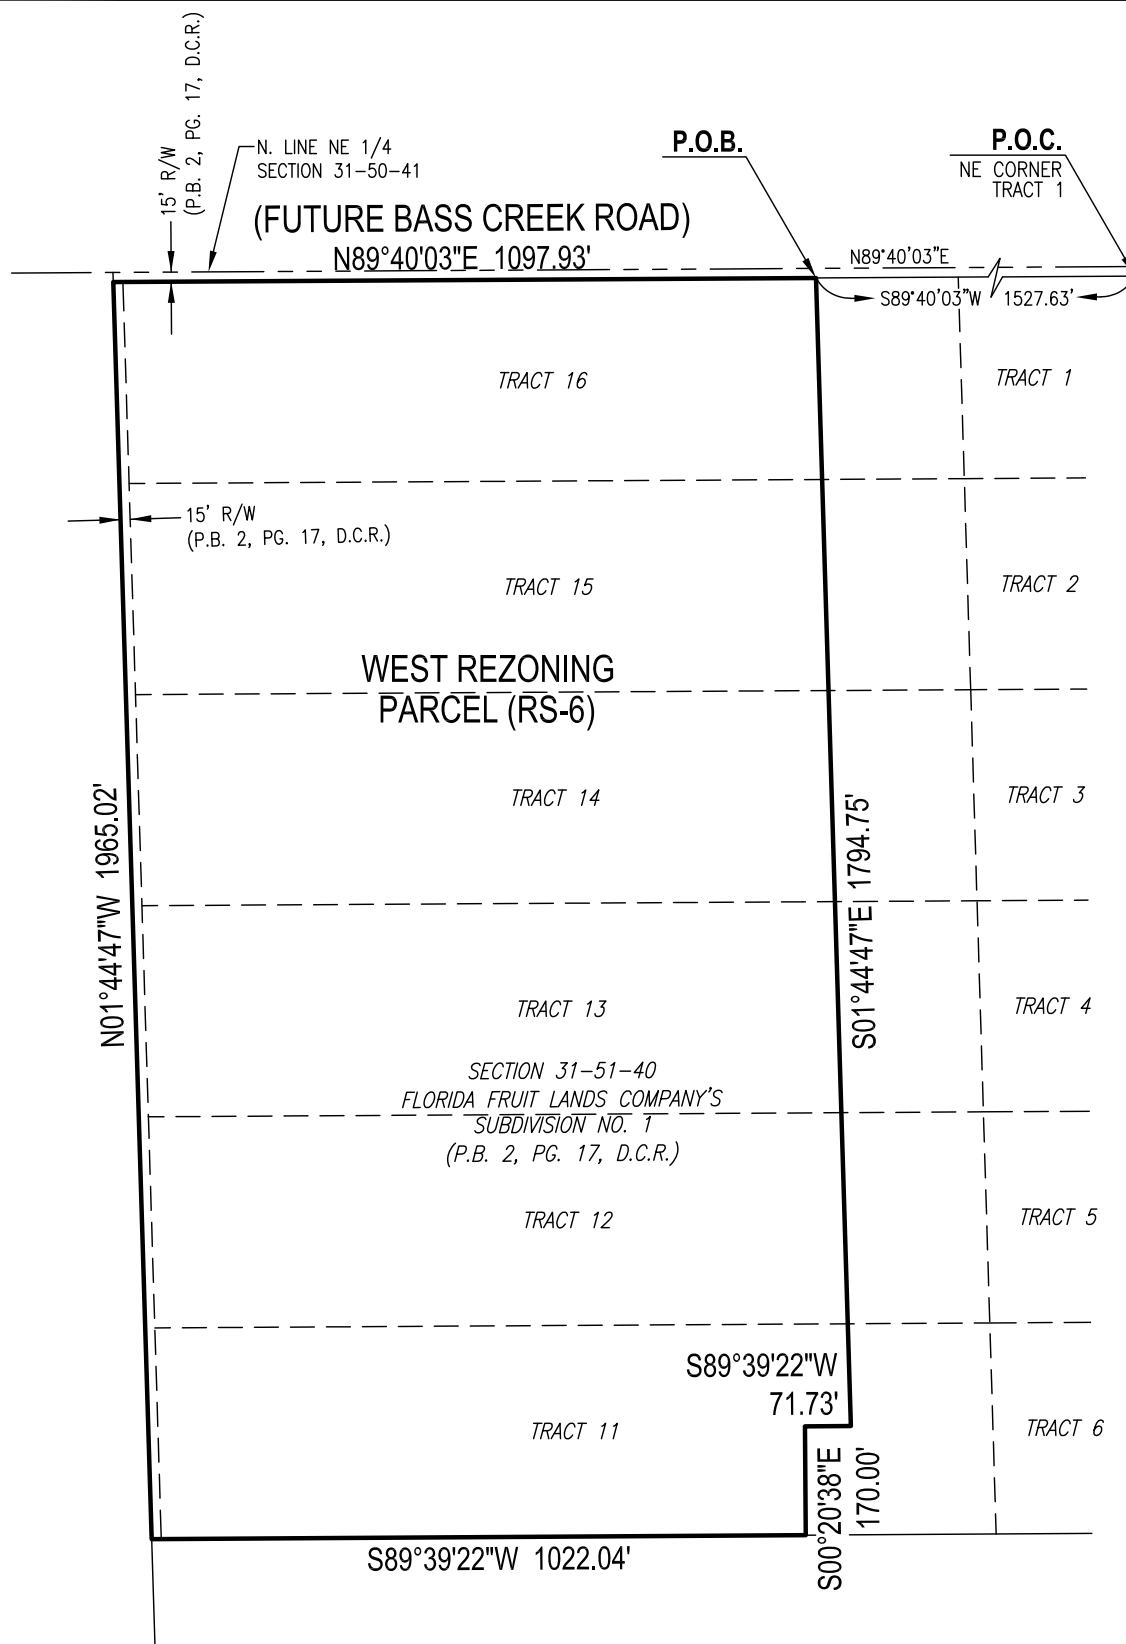 15' R/W
(P.B. 2, PG. 17, D.C.R.)
N. LINE NE 1/4
SECTION 31-50-41
P.O.B.
P.O.C.
NE CORNER
TRACT 1
(FUTURE BASS CREEK ROAD)
N89°40'03"E 1097.93'
N89°40'03"E
S89°40'03"W 1527.63'
TRACT 16
TRACT 1
15' R/W
(P.B. 2, PG. 17, D.C.R.)
TRACT 15
TRACT 2
WEST REZONING
PARCEL (RS-6)
TRACT 14
TRACT 3
N01°44'47"W 1965.02'
S01°44'47"E 1794.75'
TRACT 13
TRACT 4
SECTION 31-51-40
FLORIDA FRUIT LANDS COMPANY'S
SUBDIVISION NO. 1
(P.B. 2, PG. 17, D.C.R.)
TRACT 12
TRACT 5
S89°39'22"W
71.73'
TRACT 11
TRACT 6
S00°20'38"E
170.00'
S89°39'22"W 1022.04'